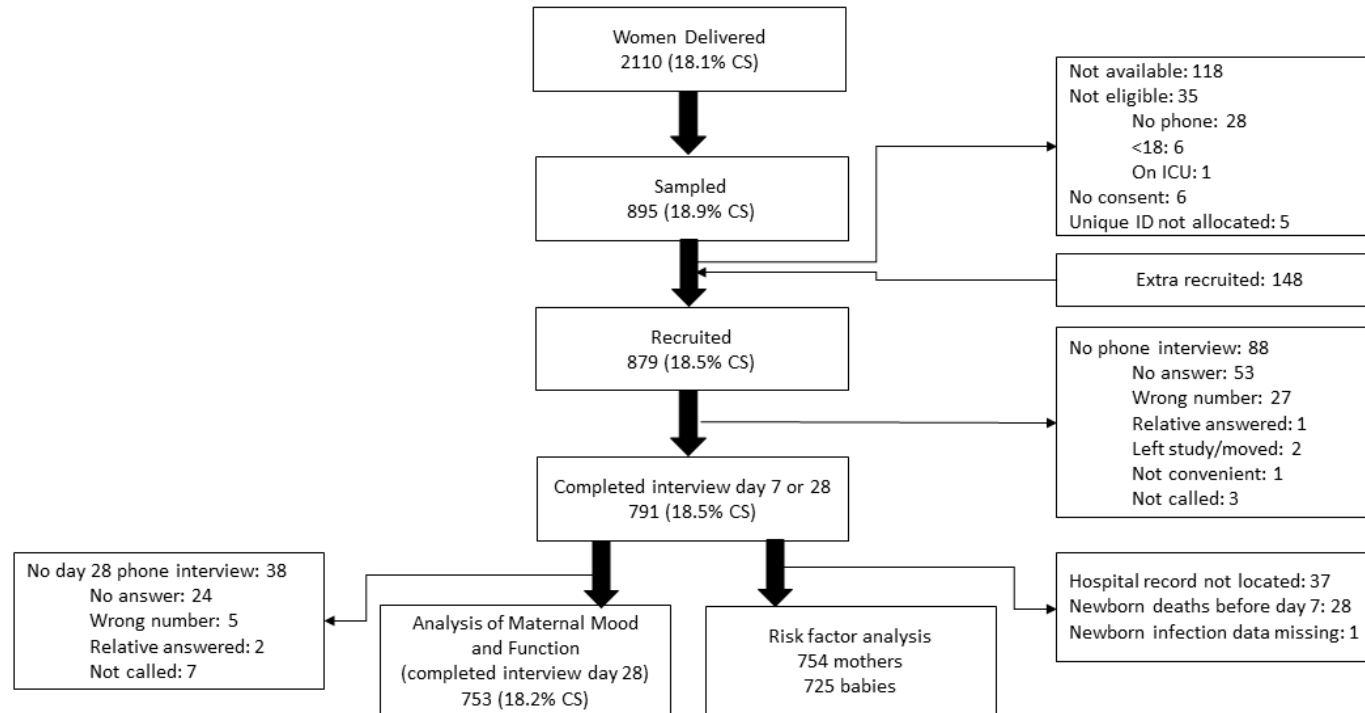 Women Delivered
2110 (18.1% CS)
Not available: 118
Not eligible: 35
No phone: 28
<18: 6
On ICU: 1
No consent: 6
Unique ID not allocated: 5
Sampled
895 (18.9% CS)
Extra recruited: 148
Recruited
879 (18.5% CS)
No phone interview: 88
No answer: 53
Wrong number: 27
Relative answered: 1
Left study/moved: 2
Not convenient: 1
Not called: 3
Completed interview day 7 or 28
791 (18.5% CS)
No day 28 phone interview: 38
No answer: 24
Wrong number: 5
Relative answered: 2
Not called: 7
Analysis of Maternal Mood
and Function
(completed interview day 28)
753 (18.2% CS)
Risk factor analysis
754 mothers
725 babies
Hospital record not located: 37
Newborn deaths before day 7: 28
Newborn infection data missing: 1